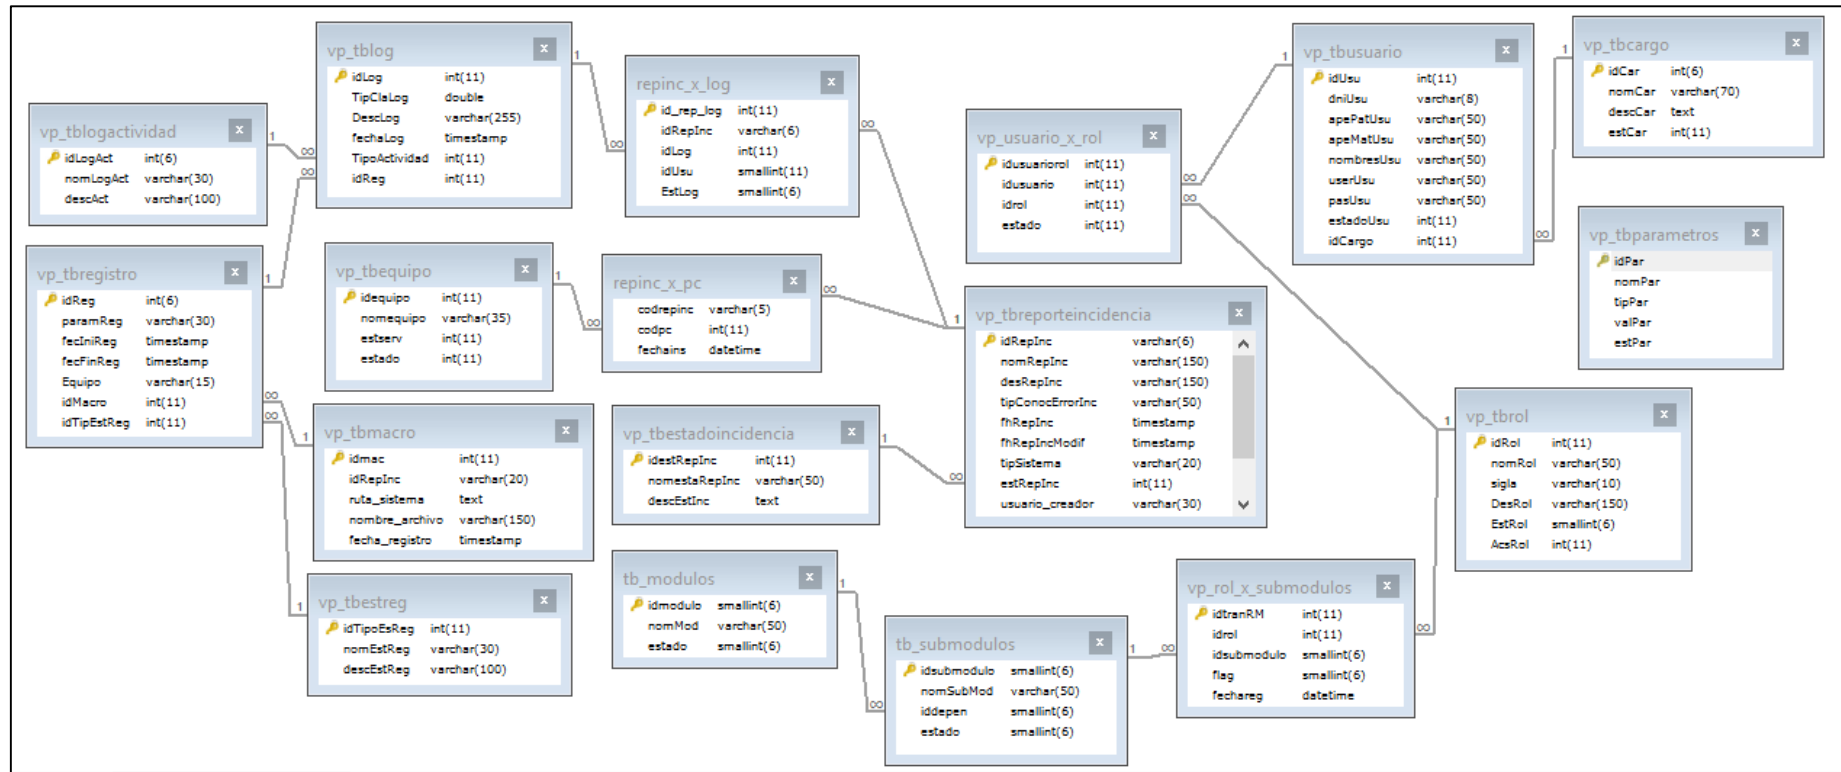 vp_tblogactividad x
idLogAct int(6)
nomLogAct varchar(30)
descAct varchar(100)
vp_tblog x
idLog int(11)
TipClaLog double
DescLog varchar(255)
fechaLog timestamp
TipoActividad int(11)
idReg int(11)
repinc_x_log x
id_rep_log int(11)
idRepInc varchar(6)
idLog int(11)
idUsu smallint(11)
EstLog smallint(6)
vp_usuario_x_rol x
idusuariorol int(11)
idusuario int(11)
idrol int(11)
estado int(11)
vp_tbusuario x
idUsu int(11)
dniUsu varchar(8)
apePatUsu varchar(50)
apeMatUsu varchar(50)
nombresUsu varchar(50)
userUsu varchar(50)
pasUsu varchar(50)
estadoUsu int(11)
idCargo int(11)
vp_tbcargo x
idCar int(6)
nomCar varchar(70)
descCar text
estCar int(11)
vp_tbparametros x
idPar
nomPar
tipPar
valPar
estPar
vp_tbregistro x
idReg int(6)
paramReg varchar(30)
fecIniReg timestamp
fecFinReg timestamp
Equipo varchar(15)
idMacro int(11)
idTipEstReg int(11)
vp_tbequipo x
idequipo int(11)
nomequipo varchar(35)
estserv int(11)
estado int(11)
repinc_x_pc x
codrepinc varchar(5)
codpc int(11)
fechains datetime
vp_tbreporteincidencia x
idRepInc varchar(6)
nomRepInc varchar(150)
desRepInc varchar(150)
tipConocErrorInc varchar(50)
fhRepInc timestamp
fhRepIncModif timestamp
tipSistema varchar(20)
estRepInc int(11)
usuario_creador varchar(30)
vp_tbrol x
idRol int(11)
nomRol varchar(50)
sigla varchar(10)
DesRol varchar(150)
EstRol smallint(6)
AcsRol int(11)
vp_tbmacro x
idmac int(11)
idRepInc varchar(20)
ruta_sistema text
nombre_archivo varchar(150)
fecha_registro timestamp
vp_tbestadoincidencia x
idestRepInc int(11)
nomestaRepInc varchar(50)
descEstInc text
vp_tbestreg x
idTipoEsReg int(11)
nomEstReg varchar(30)
descEstReg varchar(100)
tb_modulos x
idmodulo smallint(6)
nomMod varchar(50)
estado smallint(6)
tb_submodulos x
idsubmodulo smallint(6)
nomSubMod varchar(50)
iddepen smallint(6)
estado smallint(6)
vp_rol_x_submodulos x
idtranRM int(11)
idrol int(11)
idsubmodulo smallint(6)
flag smallint(6)
fechareg datetime
1 ∞
1 ∞
1 ∞
1 ∞
1 ∞
1 ∞
1 ∞
1 ∞
1 ∞
1 ∞
1 ∞
1 ∞
1 ∞
∞
∞